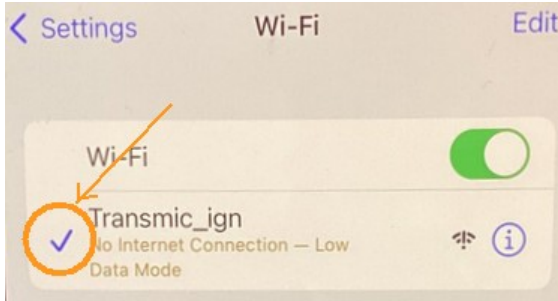 Settings Wi-Fi Edit
Wi-Fi
Transmic_ign
No Internet Connection — Low
Data Mode